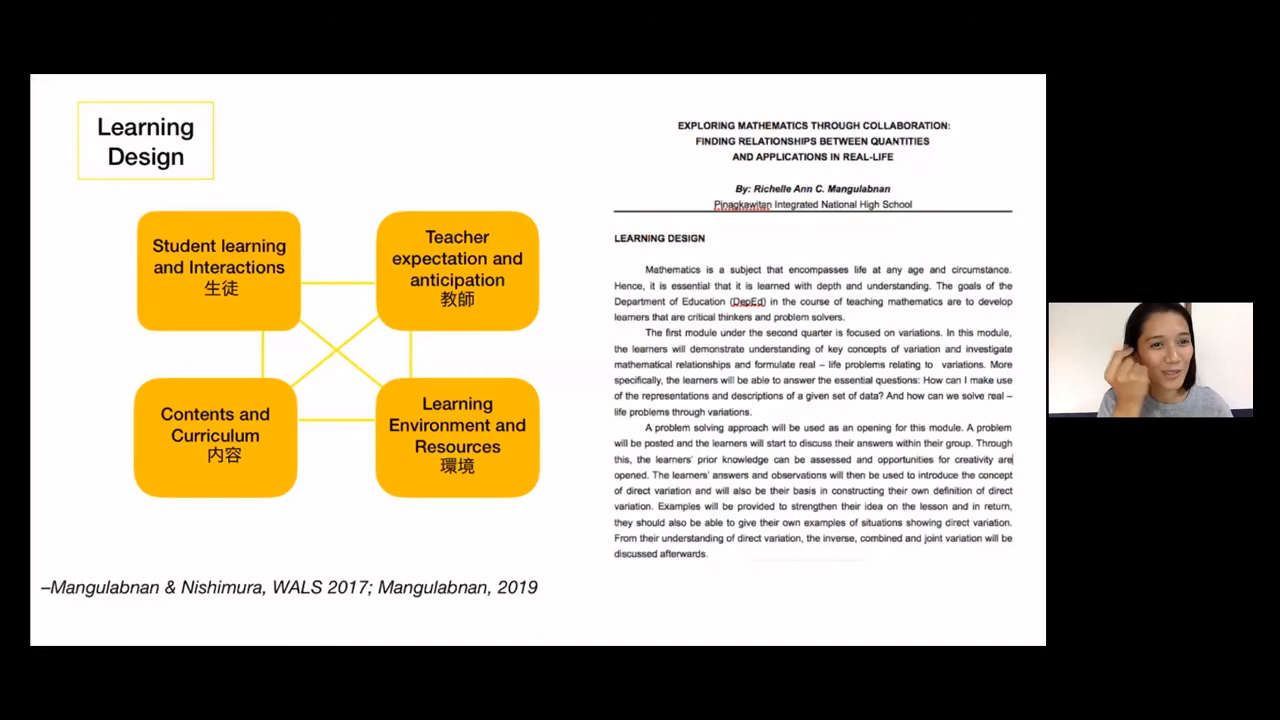 Learning
Design
Student learning
and Interactions
生徒
Teacher
expectation and
anticipation
教師
Contents and
Curriculum
内容
Learning
Environment and
Resources
環境
–Mangulabnan & Nishimura, WALS 2017; Mangulabnan, 2019
EXPLORING MATHEMATICS THROUGH COLLABORATION:
FINDING RELATIONSHIPS BETWEEN QUANTITIES
AND APPLICATIONS IN REAL-LIFE
By: Richelle Ann C. Mangulabnan
Pinagkawitan Integrated National High School
LEARNING DESIGN
Mathematics is a subject that encompasses life at any age and circumstance.
Hence, it is essential that it is learned with depth and understanding. The goals of the
Department of Education (DepEd) in the course of teaching mathematics are to develop
learners that are critical thinkers and problem solvers.
The first module under the second quarter is focused on variations. In this module,
the learners will demonstrate understanding of key concepts of variation and investigate
mathematical relationships and formulate real – life problems relating to variations. More
specifically, the learners will be able to answer the essential questions: How can I make use
of the representations and descriptions of a given set of data? And how can we solve real –
life problems through variations.
A problem solving approach will be used as an opening for this module. A problem
will be posted and the learners will start to discuss their answers within their group. Through
this, the learners' prior knowledge can be assessed and opportunities for creativity are
opened. The learners' answers and observations will then be used to introduce the concept
of direct variation and will also be their basis in constructing their own definition of direct
variation. Examples will be provided to strengthen their idea on the lesson and in return,
they should also be able to give their own examples of situations showing direct variation.
From their understanding of direct variation, the inverse, combined and joint variation will be
discussed afterwards.